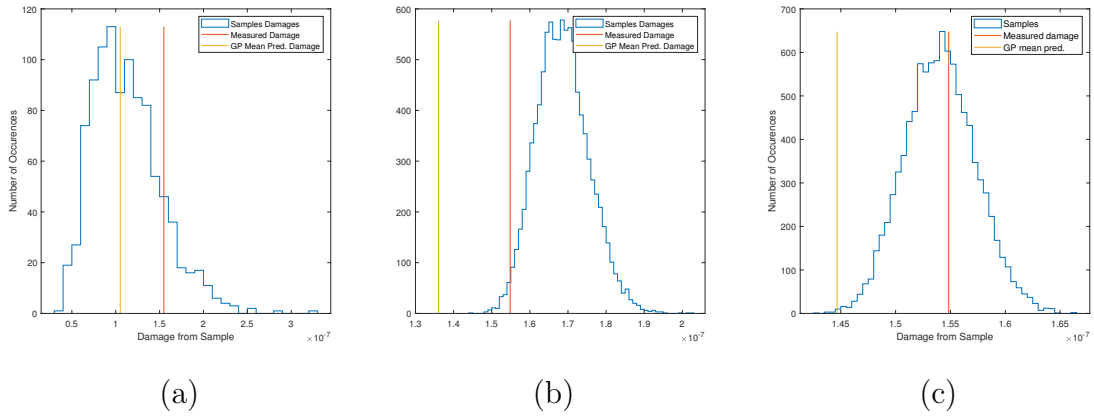 120
100
80
60
40
20
0
Number of Occurences
0.5
1
1.5
2
2.5
3
Damage from Sample
×10⁻⁷
Samples Damages
Measured Damage
GP Mean Pred. Damage
(a)
600
500
400
300
200
100
0
1.3
1.4
1.5
1.6
1.7
1.8
1.9
2
×10⁻⁷
Samples Damages
Measured Damage
GP Mean Pred. Damage
(b)
700
600
500
400
300
200
100
0
Number of Occurences
1.45
1.5
1.55
1.6
1.65
Damage from Sample
×10⁻⁷
Samples
Measured damage
GP mean pred.
(c)